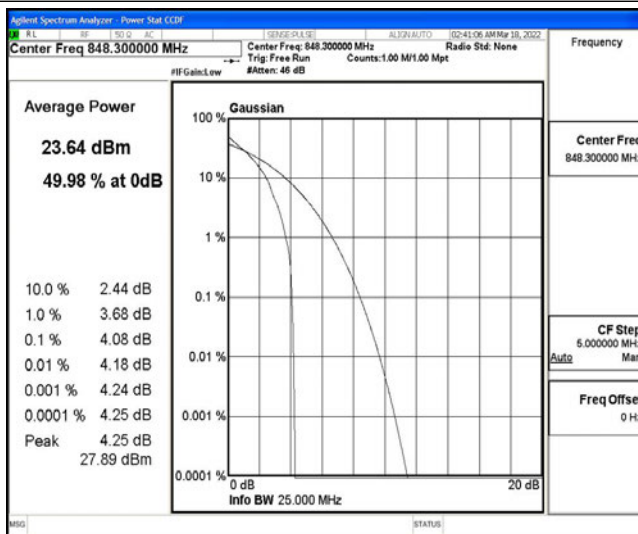 Agilent Spectrum Analyzer - Power Stat CCDF
RL RF 50 Ω AC SENSE:PULSE ALIGN AUTO 02:41:06 AM Mar 18, 2022
Center Freq 848.300000 MHz
Center Freq: 848.300000 MHz Radio Std: None
Trig: Free Run Counts:1.00 M/1.00 Mpt
#IFGain:Low #Atten: 46 dB
Frequency
Average Power
23.64 dBm
49.98 % at 0dB
10.0 % 2.44 dB
1.0 % 3.68 dB
0.1 % 4.08 dB
0.01 % 4.18 dB
0.001 % 4.24 dB
0.0001 % 4.25 dB
Peak 4.25 dB
27.89 dBm
Gaussian
100 %
10 %
1 %
0.1 %
0.01 %
0.001 %
0.0001 %
0 dB 20 dB
Info BW 25.000 MHz
Center Freq
848.300000 MHz
CF Step
5.000000 MHz
Auto Man
Freq Offset
0 Hz
MSG STATUS